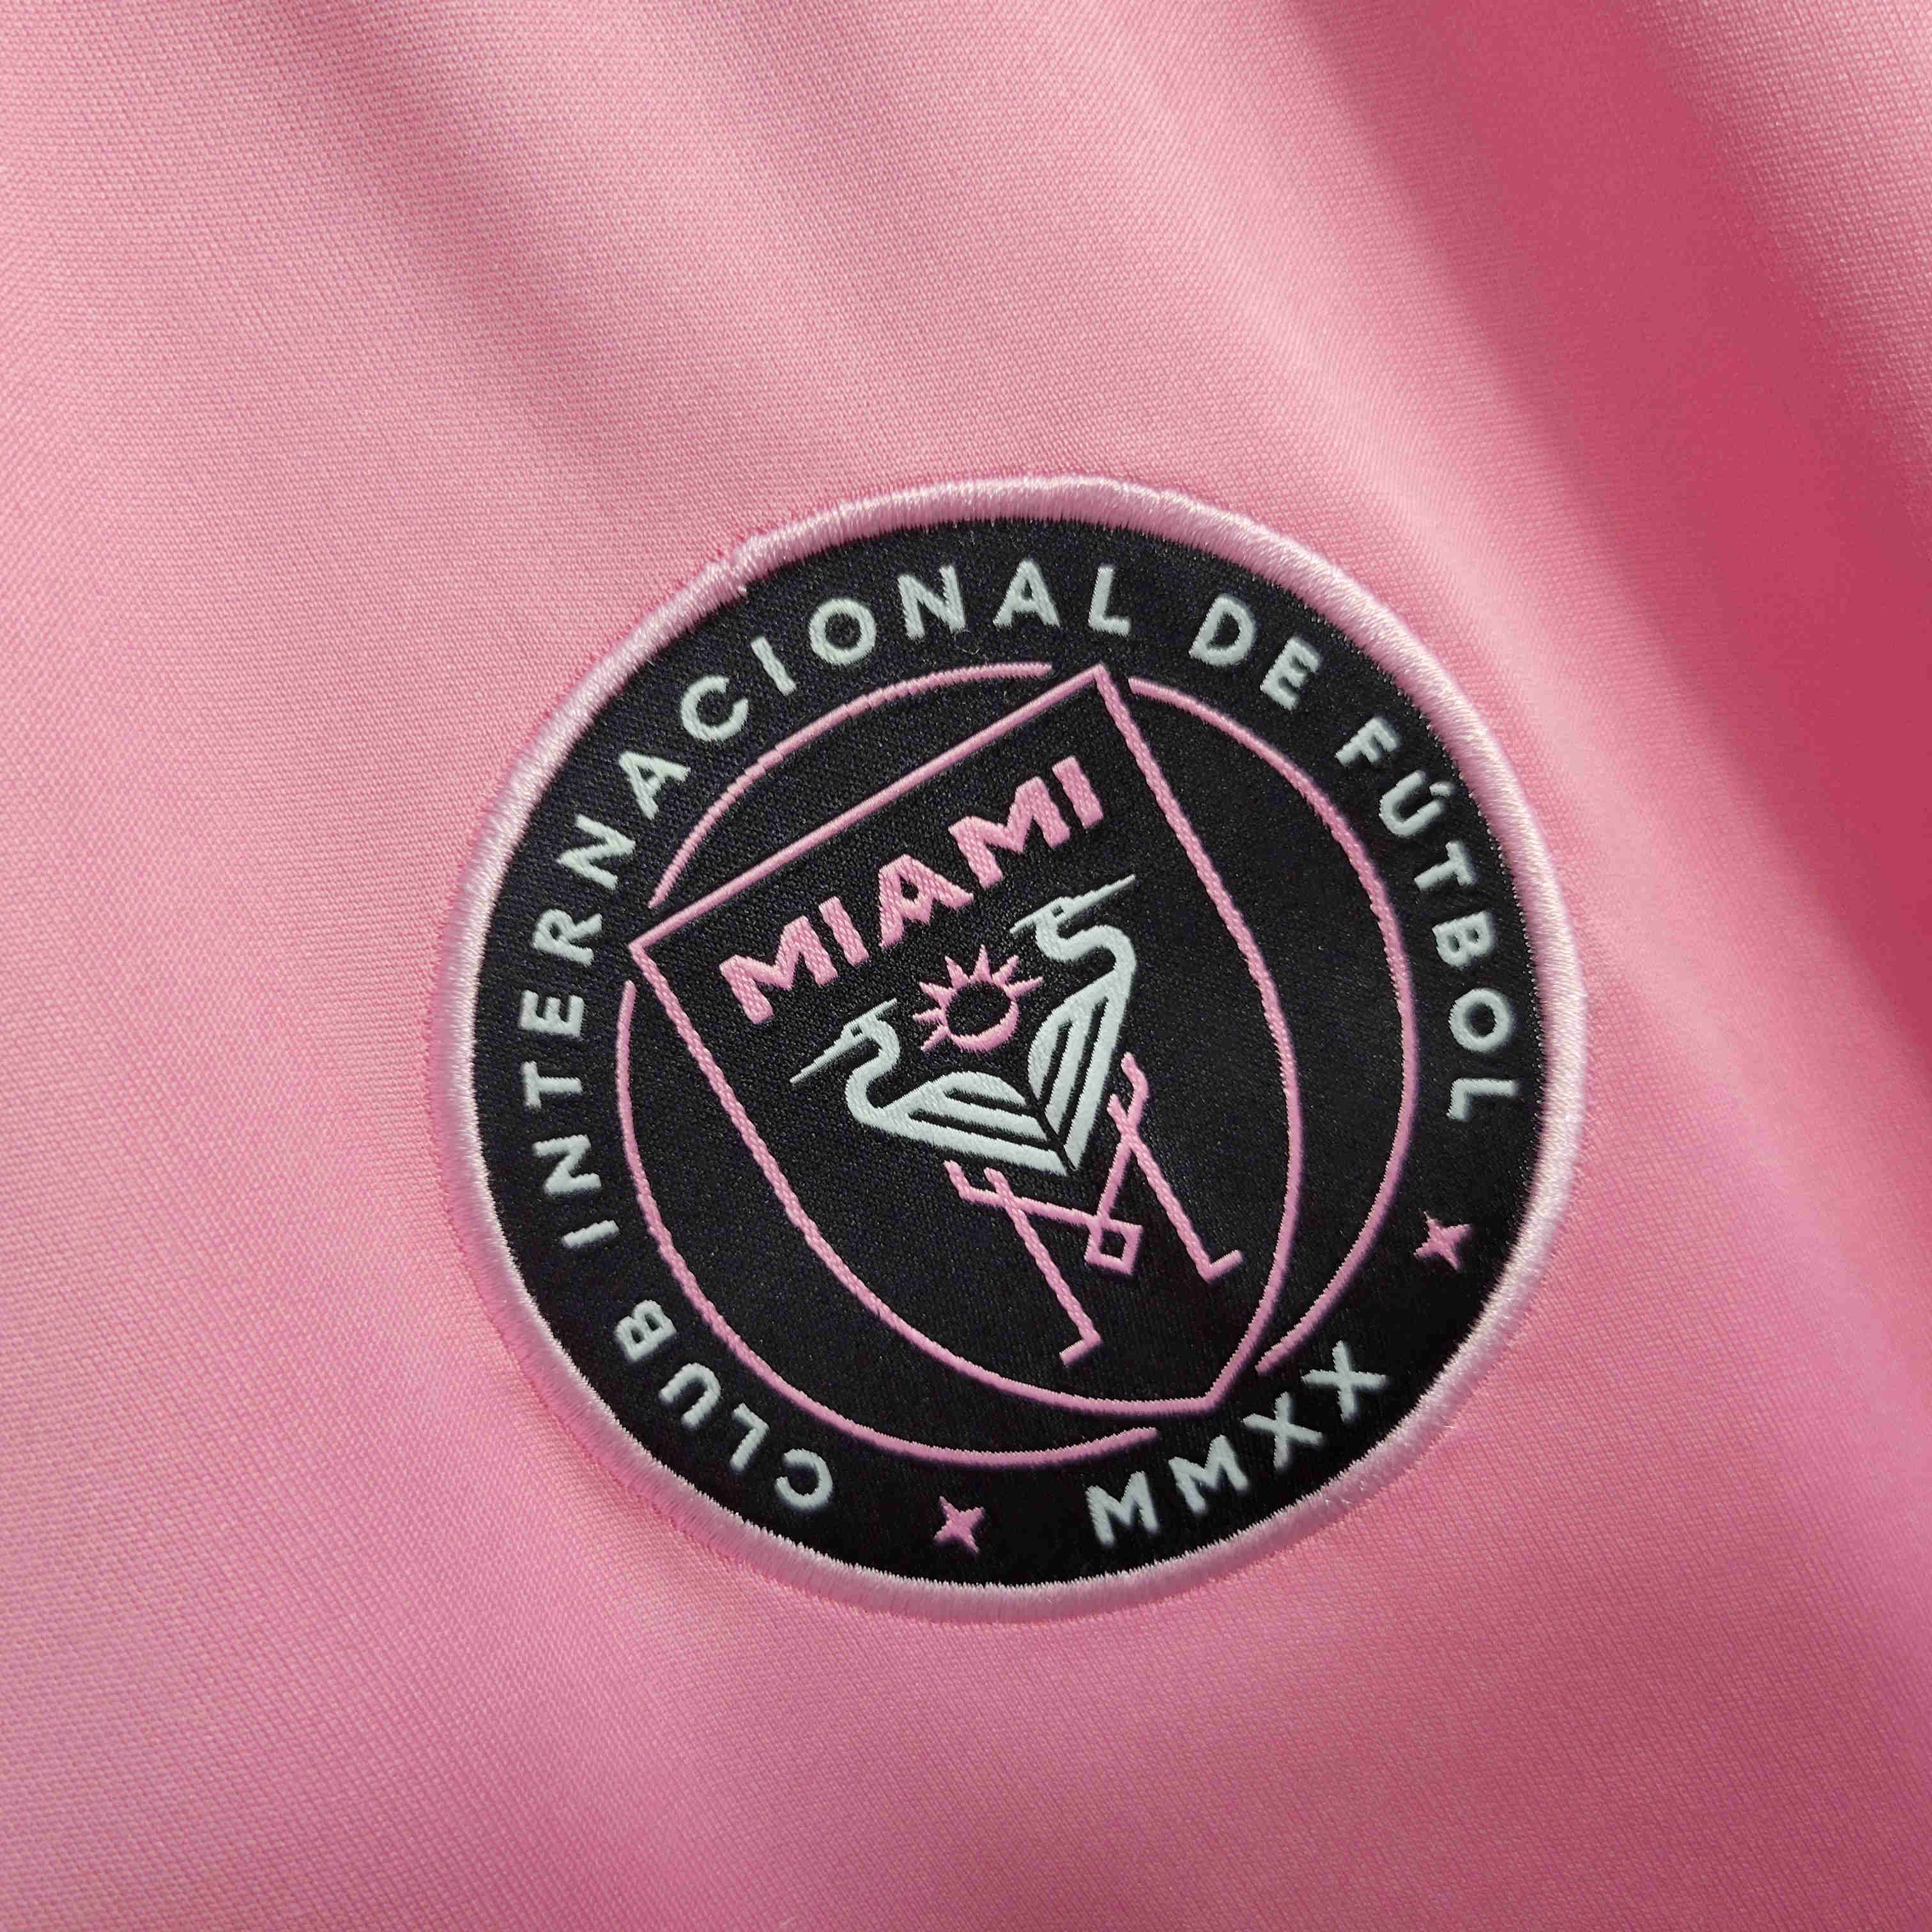 CLUB INTERNACIONAL DE FÚTBOL
MIAMI
MMXX